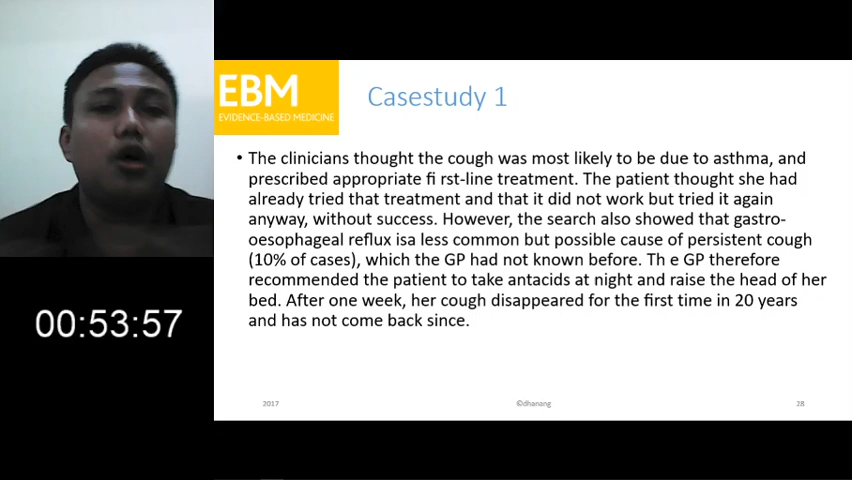 EBM
EVIDENCE-BASED MEDICINE
Casestudy 1
• The clinicians thought the cough was most likely to be due to asthma, and
prescribed appropriate fi rst-line treatment. The patient thought she had
already tried that treatment and that it did not work but tried it again
anyway, without success. However, the search also showed that gastro-
oesophageal reflux isa less common but possible cause of persistent cough
(10% of cases), which the GP had not known before. Th e GP therefore
recommended the patient to take antacids at night and raise the head of her
bed. After one week, her cough disappeared for the first time in 20 years
and has not come back since.
00:53:57
2017
©dhanang
28